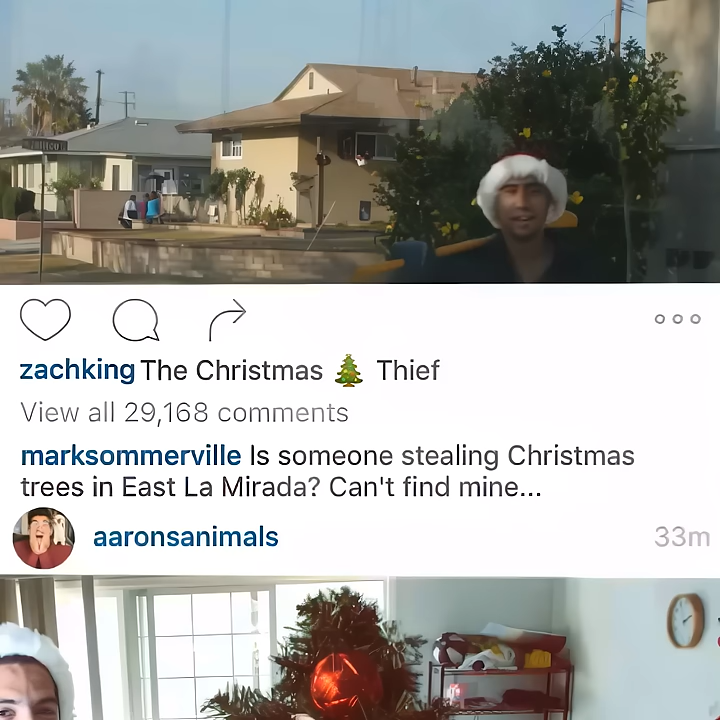 zachking The Christmas 🎄 Thief
View all 29,168 comments
marksommerville Is someone stealing Christmas
trees in East La Mirada? Can't find mine...
aaronsanimals 33m